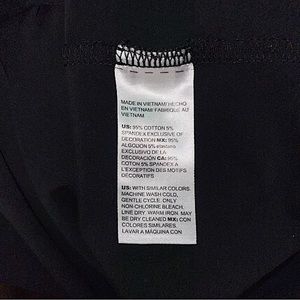 MADE IN VIETNAM/ HECHO
EN VIETNAM/ FABRIQUÉ AU
VIETNAM
US: 95% COTTON 5%
SPANDEX EXCLUSIVE OF
DECORATION MX: 95%
ALGODÓN 5% elastano
EXCLUSIVO DE LA
DECORACIÓN CA: 95%
COTON 5% SPANDEX À
L'EXCEPTION DES MOTIFS
DÉCORATIFS
US: WITH SIMILAR COLORS.
MACHINE WASH COLD,
GENTLE CYCLE. ONLY
NON-CHLORINE BLEACH.
LINE DRY. WARM IRON. MAY
BE DRY CLEANED MX: CON
COLORES SIMILARES.
LAVAR A MÁQUINA CON